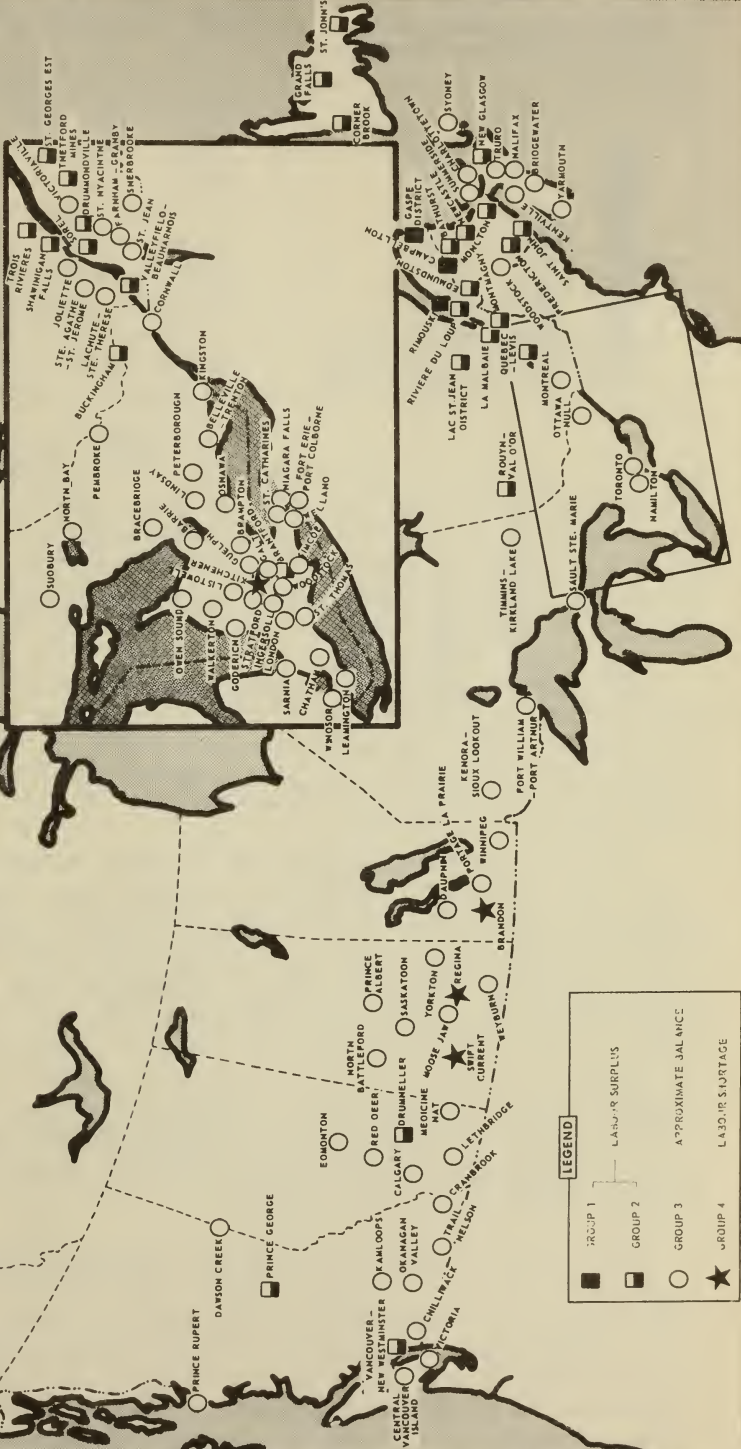 PRINCE RUPERT
DAWSON CREEK
PRINCE GEORGE
CENTRAL
VANCOUVER
ISLAND
VANCOUVER –
NEW WESTMINSTER
VICTORIA
CHILLIWACK
KAMLOOPS
OKANAGAN
VALLEY
TRAIL –
NELSON
CRANBROOK
EDMONTON
RED DEER
CALGARY
DRUMHELLER
MEDICINE
HAT
LETHBRIDGE
NORTH
BATTLEFORD
PRINCE
ALBERT
SASKATOON
MOOSE JAW
SWIFT
CURRENT
YORKTON
REGINA
WEYBURN
DAUPHIN
PORTAGE LA PRAIRIE
BRANDON
WINNIPEG
KENORA –
SIOUX LOOKOUT
FORT WILLIAM
– PORT ARTHUR
SAULT STE. MARIE
TIMMINS –
KIRKLAND LAKE
ROUYN –
VAL D'OR
TORONTO
HAMILTON
OTTAWA
HULL
MONTREAL
LAC ST JEAN
DISTRICT
LA MALBAIE
QUEBEC
– LEVIS
MONTMAGNY
RIVIERE DU LOUP
RIMOUSKI
EDMUNDSTON
CAMPBELLTON
GASPE
DISTRICT
BATHURST
NEWCASTLE
MONCTON
WOODSTOCK
FREDERICTON
SAINT JOHN
SUMMERSIDE
CHARLOTTETOWN
SYDNEY
NEW GLASGOW
TRURO
HALIFAX
BRIDGEWATER
KENTVILLE
YARMOUTH
CORNER
BROOK
GRAND
FALLS
ST. JOHN'S
SUDBURY
NORTH BAY
PEMBROKE
BRACEBRIDGE
BARRIE
LINDSAY
PETERBOROUGH
BELLEVILLE
– TRENTON
KINGSTON
OSHAWA
OWEN SOUND
WALKERTON
GODERICH
LISTOWEL
STRATFORD
KITCHENER
GUELPH
GALT
BRAMPTON
BRANTFORD
ST. CATHARINES
NIAGARA FALLS
FORT ERIE –
PORT COLBORNE
WELLAND
SIMCOE
WOODSTOCK
INGERSOLL
LONDON
ST. THOMAS
SARNIA
CHATHAM
WINDSOR
LEAMINGTON
CORNWALL
BUCKINGHAM
LACHUTE –
STE. THERESE
STE. AGATHE
– ST. JEROME
JOLIETTE
SHAWINIGAN
FALLS
TROIS
RIVIERES
SOREL
VICTORIAVILLE
ST. GEORGES EST
THETFORD
MINES
DRUMMONDVILLE
ST. HYACINTHE
FARNHAM – GRANBY
SHERBROOKE
ST. JEAN
VALLEYFIELD –
BEAUHARNOIS
LEGEND
GROUP 1
GROUP 2
LABOUR SURPLUS
GROUP 3 APPROXIMATE BALANCE
GROUP 4 LABOUR SHORTAGE